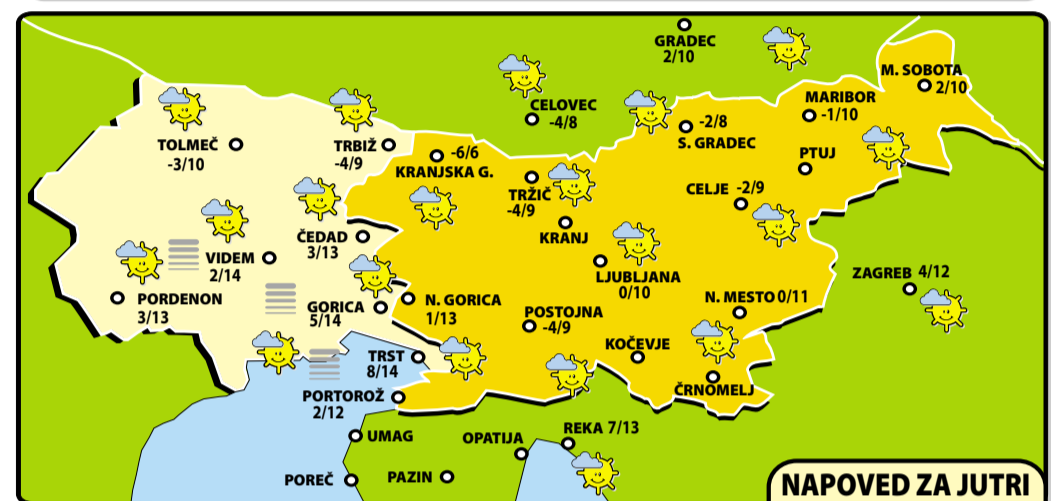 GRADEC
2/10
M. SOBOTA
2/10
CELOVEC
-4/8
MARIBOR
-1/10
-2/8
S. GRADEC
TOLMEČ
-3/10
TRBIŽ
-4/9
-6/6
KRANJSKA G.
PTUJ
TRŽIČ
-4/9
CELJE -2/9
KRANJ
ČEDAD
3/13
VIDEM
2/14
LJUBLJANA
0/10
ZAGREB 4/12
PORDENON
3/13
GORICA
5/14
N. GORICA
1/13
POSTOJNA
-4/9
N. MESTO 0/11
KOČEVJE
TRST
8/14
ČRNOMELJ
PORTOROŽ
2/12
UMAG
OPATIJA
REKA 7/13
POREČ
PAZIN
NAPOVED ZA JUTRI